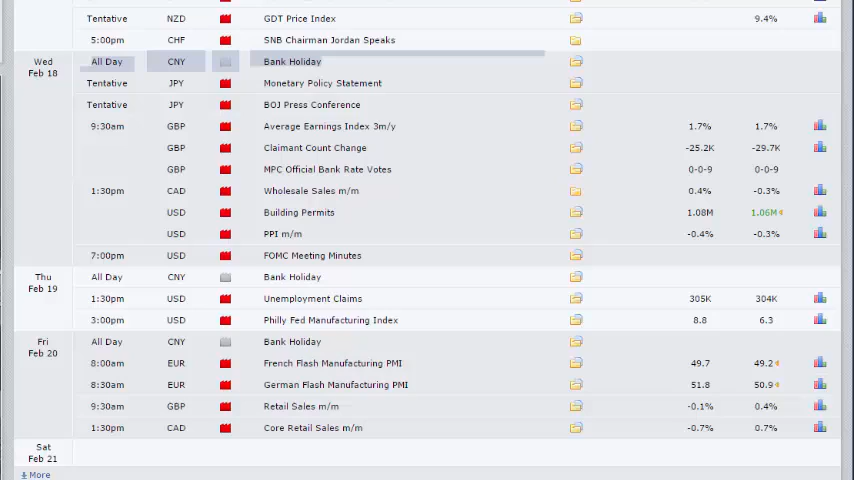 Tentative NZD GDT Price Index 9.4%
5:00pm CHF SNB Chairman Jordan Speaks
Wed Feb 18 All Day CNY Bank Holiday
Tentative JPY Monetary Policy Statement
Tentative JPY BOJ Press Conference
9:30am GBP Average Earnings Index 3m/y 1.7% 1.7%
GBP Claimant Count Change -25.2K -29.7K
GBP MPC Official Bank Rate Votes 0-0-9 0-0-9
1:30pm CAD Wholesale Sales m/m 0.4% -0.3%
USD Building Permits 1.08M 1.06M
USD PPI m/m -0.4% -0.3%
7:00pm USD FOMC Meeting Minutes
Thu Feb 19 All Day CNY Bank Holiday
1:30pm USD Unemployment Claims 305K 304K
3:00pm USD Philly Fed Manufacturing Index 8.8 6.3
Fri Feb 20 All Day CNY Bank Holiday
8:00am EUR French Flash Manufacturing PMI 49.7 49.2
8:30am EUR German Flash Manufacturing PMI 51.8 50.9
9:30am GBP Retail Sales m/m -0.1% 0.4%
1:30pm CAD Core Retail Sales m/m -0.7% 0.7%
Sat Feb 21
More